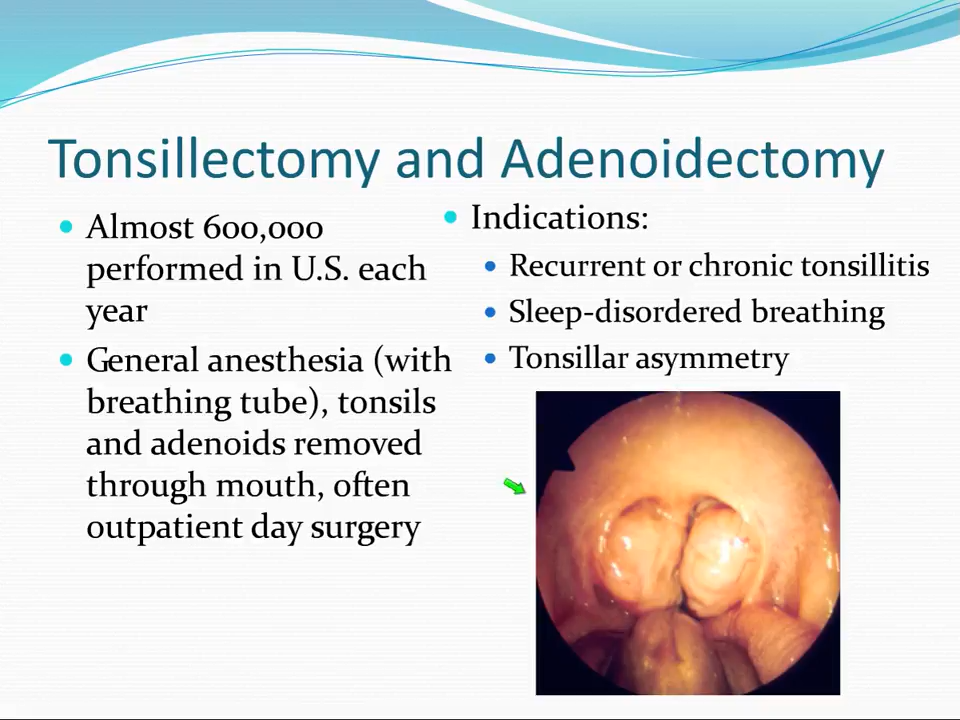 Tonsillectomy and Adenoidectomy
Almost 600,000
performed in U.S. each
year
General anesthesia (with
breathing tube), tonsils
and adenoids removed
through mouth, often
outpatient day surgery
Indications:
Recurrent or chronic tonsillitis
Sleep-disordered breathing
Tonsillar asymmetry